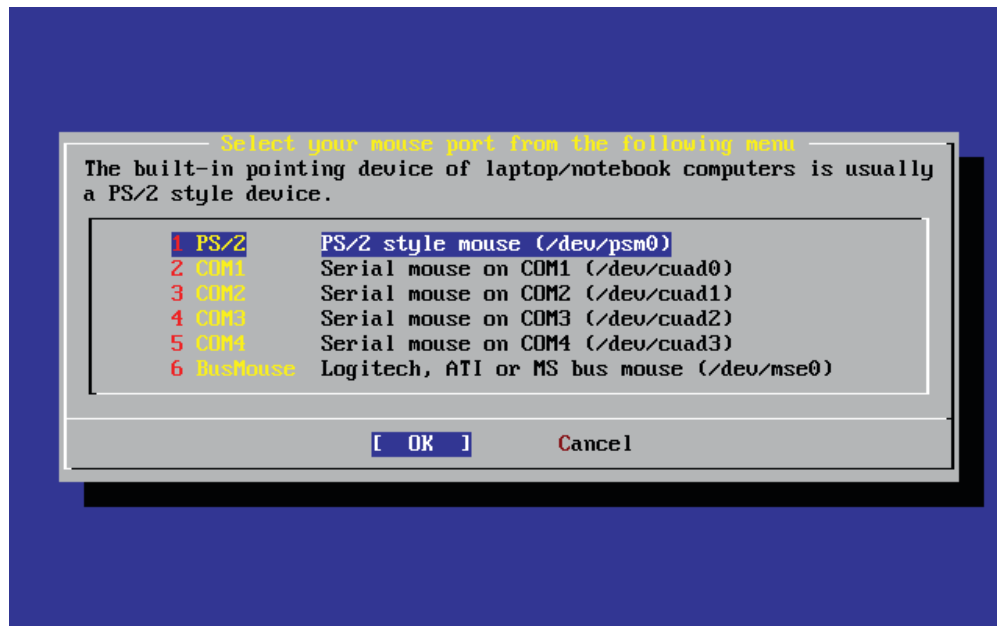 Select your mouse port from the following menu
The built-in pointing device of laptop/notebook computers is usually
a PS/2 style device.
1 PS/2 PS/2 style mouse (/dev/psm0)
2 COM1 Serial mouse on COM1 (/dev/cuad0)
3 COM2 Serial mouse on COM2 (/dev/cuad1)
4 COM3 Serial mouse on COM3 (/dev/cuad2)
5 COM4 Serial mouse on COM4 (/dev/cuad3)
6 BusMouse Logitech, ATI or MS bus mouse (/dev/mse0)
[ OK ] Cancel